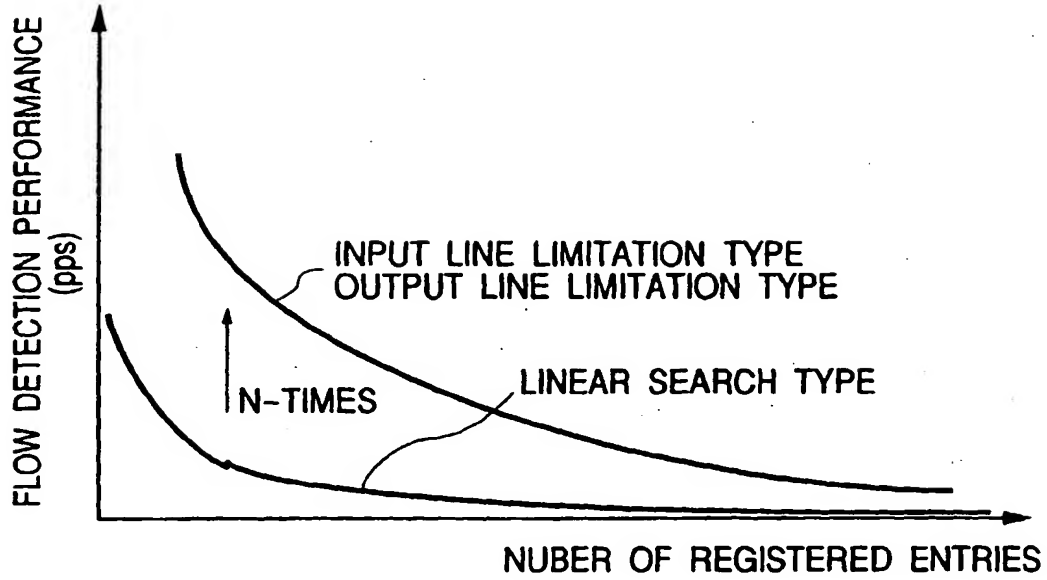 FLOW DETECTION PERFORMANCE
(pps)
INPUT LINE LIMITATION TYPE
OUTPUT LINE LIMITATION TYPE
LINEAR SEARCH TYPE
N-TIMES
NUBER OF REGISTERED ENTRIES